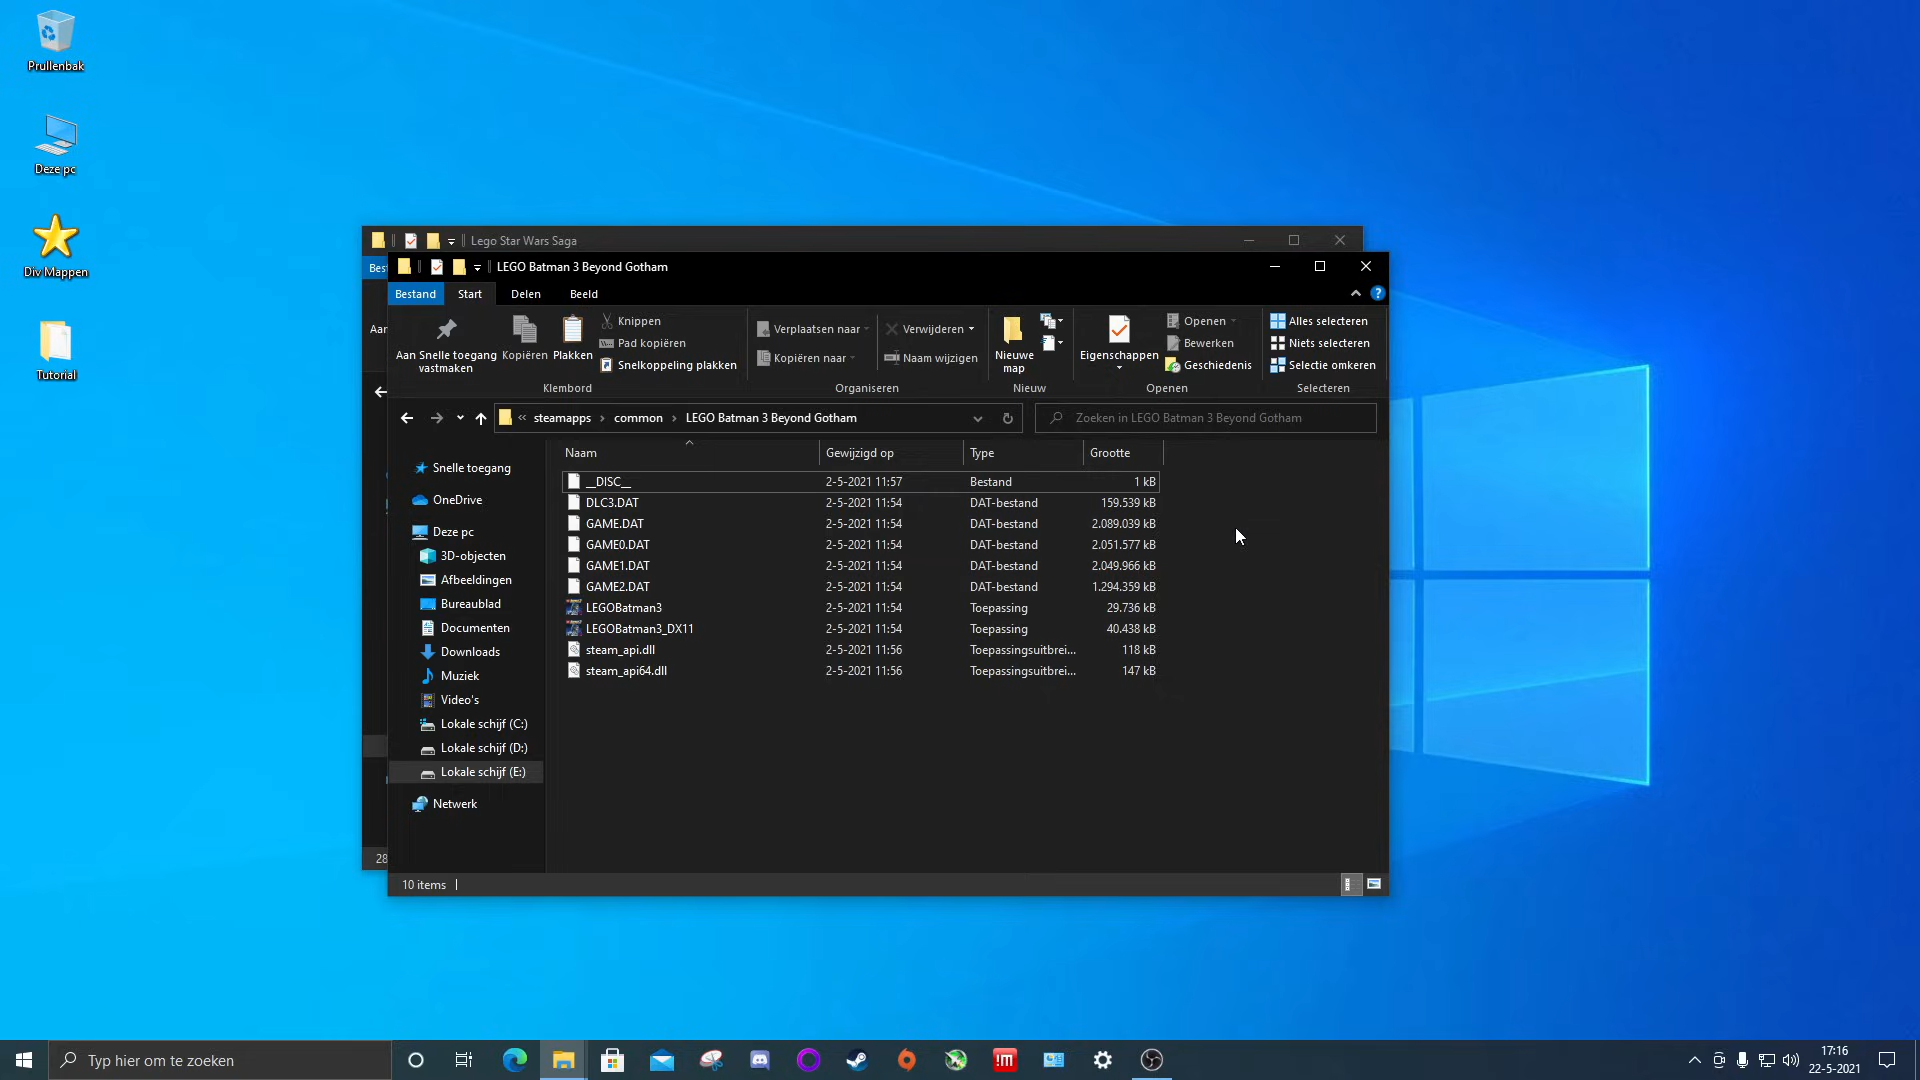 Prullenbak
Deze pc
Div Mappen
Tutorial
Lego Star Wars Saga
LEGO Batman 3 Beyond Gotham
Bestand Start Delen Beeld
Aan Snelle toegang vastmaken
Kopiëren
Plakken
Knippen
Pad kopiëren
Snelkoppeling plakken
Klembord
Verplaatsen naar
Kopiëren naar
Verwijderen
Naam wijzigen
Organiseren
Nieuwe map
Nieuw
Eigenschappen
Openen
Bewerken
Geschiedenis
Openen
Alles selecteren
Niets selecteren
Selectie omkeren
Selecteren
« steamapps › common › LEGO Batman 3 Beyond Gotham
Zoeken in LEGO Batman 3 Beyond Gotham
Snelle toegang
OneDrive
Deze pc
3D-objecten
Afbeeldingen
Bureaublad
Documenten
Downloads
Muziek
Video's
Lokale schijf (C:)
Lokale schijf (D:)
Lokale schijf (E:)
Netwerk
Naam Gewijzigd op Type Grootte
__DISC__ 2-5-2021 11:57 Bestand 1 kB
DLC3.DAT 2-5-2021 11:54 DAT-bestand 159.539 kB
GAME.DAT 2-5-2021 11:54 DAT-bestand 2.089.039 kB
GAME0.DAT 2-5-2021 11:54 DAT-bestand 2.051.577 kB
GAME1.DAT 2-5-2021 11:54 DAT-bestand 2.049.966 kB
GAME2.DAT 2-5-2021 11:54 DAT-bestand 1.294.359 kB
LEGOBatman3 2-5-2021 11:54 Toepassing 29.736 kB
LEGOBatman3_DX11 2-5-2021 11:54 Toepassing 40.438 kB
steam_api.dll 2-5-2021 11:56 Toepassingsuitbrei... 118 kB
steam_api64.dll 2-5-2021 11:56 Toepassingsuitbrei... 147 kB
10 items
Best
Aan
28
Typ hier om te zoeken
!M
17:16
22-5-2021